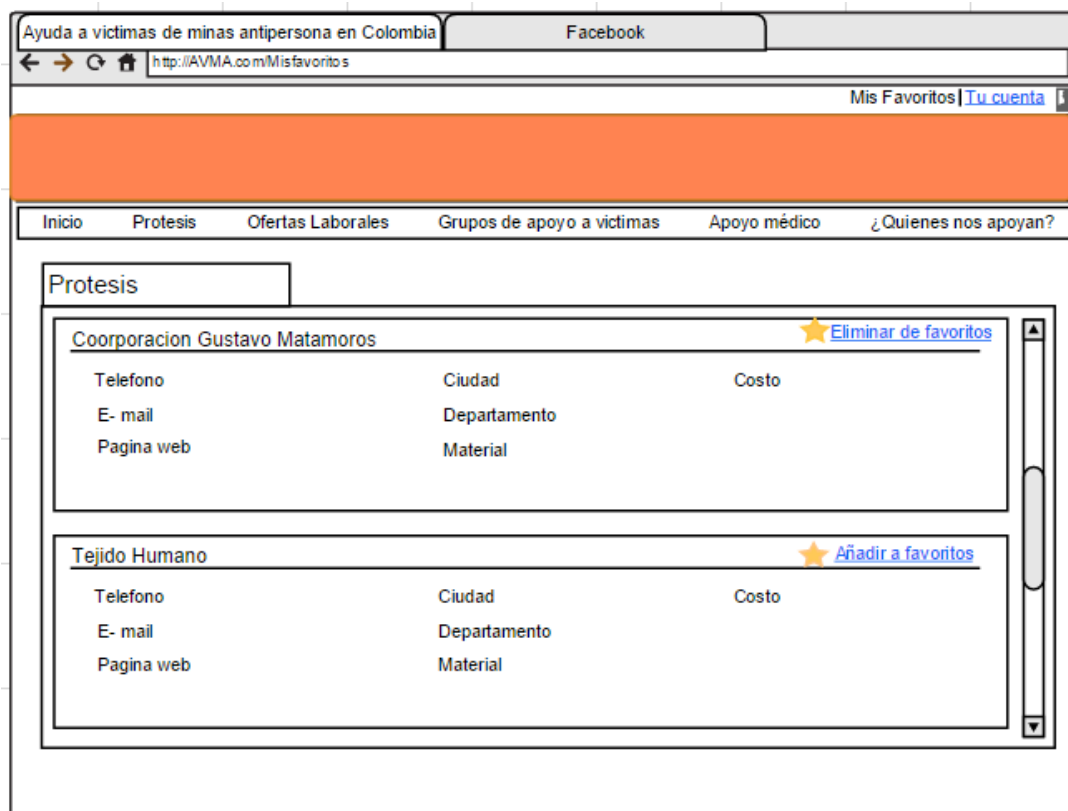 Ayuda a victimas de minas antipersona en Colombia Facebook
http://AVMA.com/Misfavoritos
Mis Favoritos Tu cuenta
Inicio Protesis Ofertas Laborales Grupos de apoyo a victimas Apoyo médico ¿Quienes nos apoyan?
Protesis
Coorporacion Gustavo Matamoros Eliminar de favoritos
Telefono Ciudad Costo
E- mail Departamento
Pagina web Material
Tejido Humano Añadir a favoritos
Telefono Ciudad Costo
E- mail Departamento
Pagina web Material